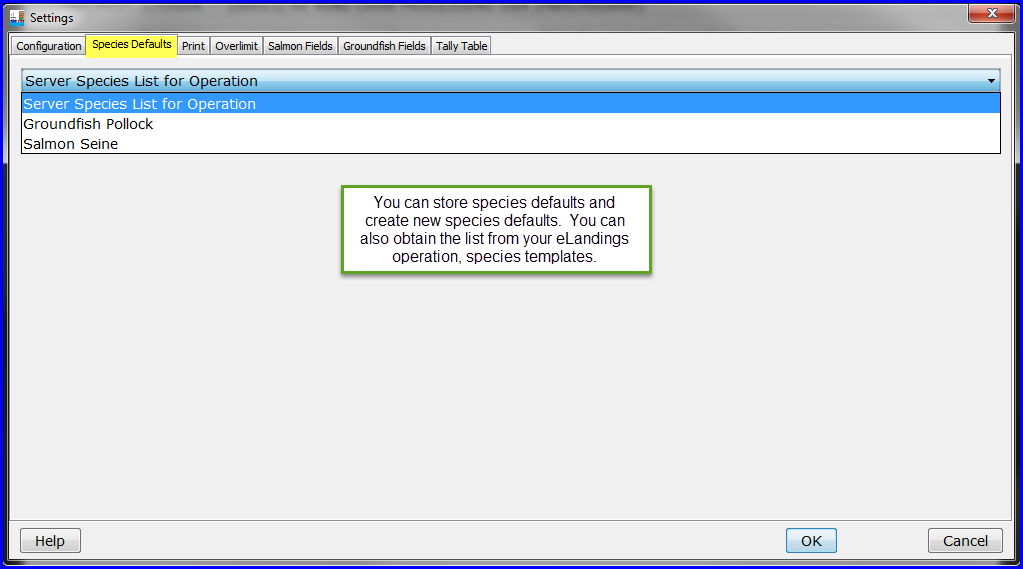 Settings
Configuration Species Defaults Print Overlimit Salmon Fields Groundfish Fields Tally Table
Server Species List for Operation
Server Species List for Operation
Groundfish Pollock
Salmon Seine
You can store species defaults and
create new species defaults. You can
also obtain the list from your eLandings
operation, species templates.
Help OK Cancel